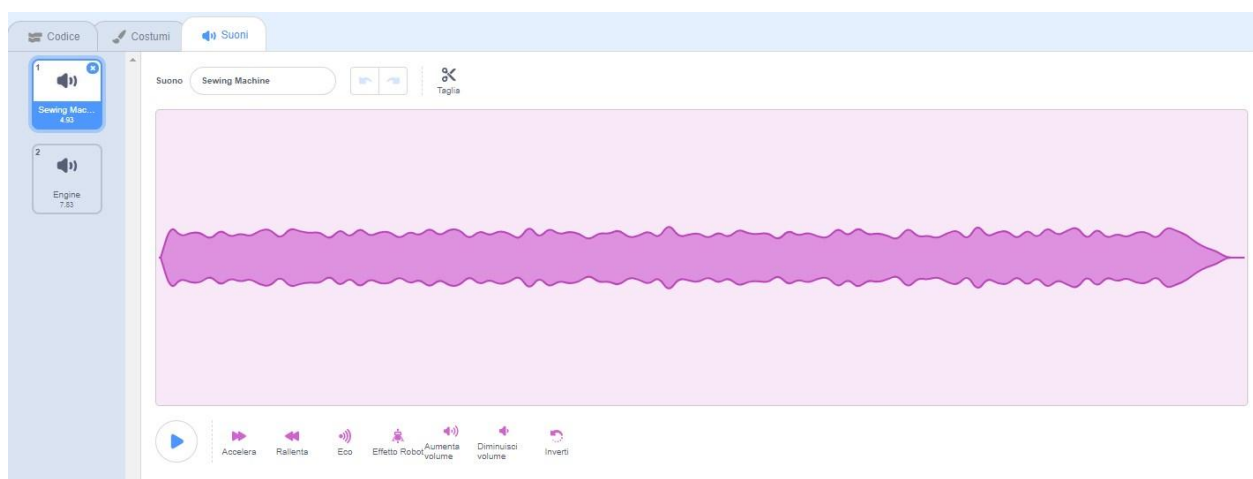 Codice
Costumi
Suoni
1
Sewing Mac...
4.93
2
Engine
7.83
Suono
Sewing Machine
Taglia
Accelera
Rallenta
Eco
Effetto Robot
Aumenta
volume
Diminuisci
volume
Inverti